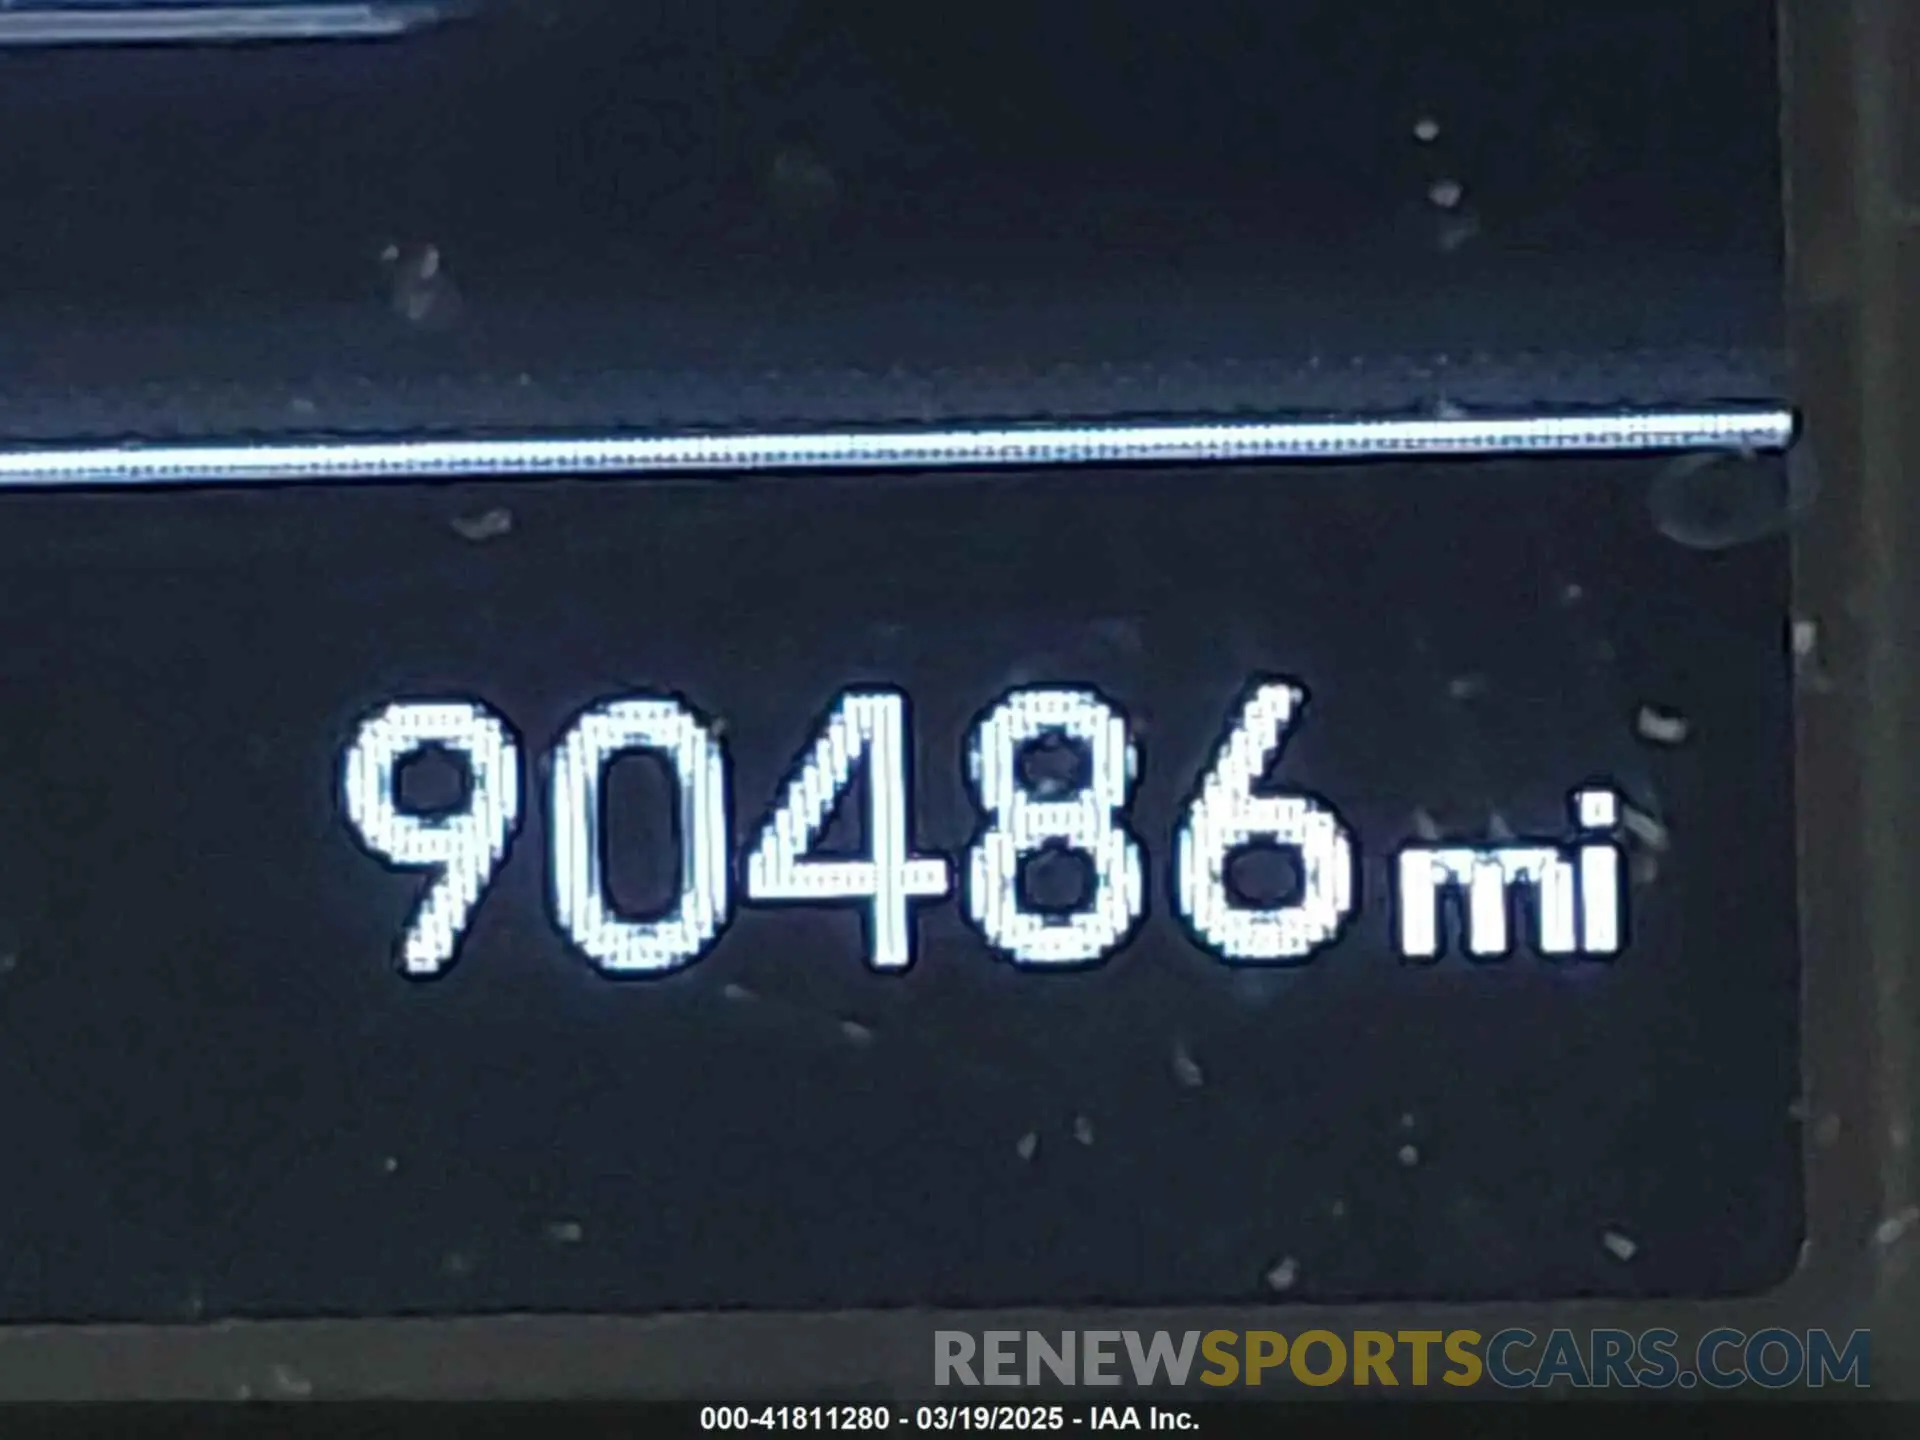 90486 mi
RENEWSPORTSCARS.COM
000-41811280 - 03/19/2025 - IAA Inc.